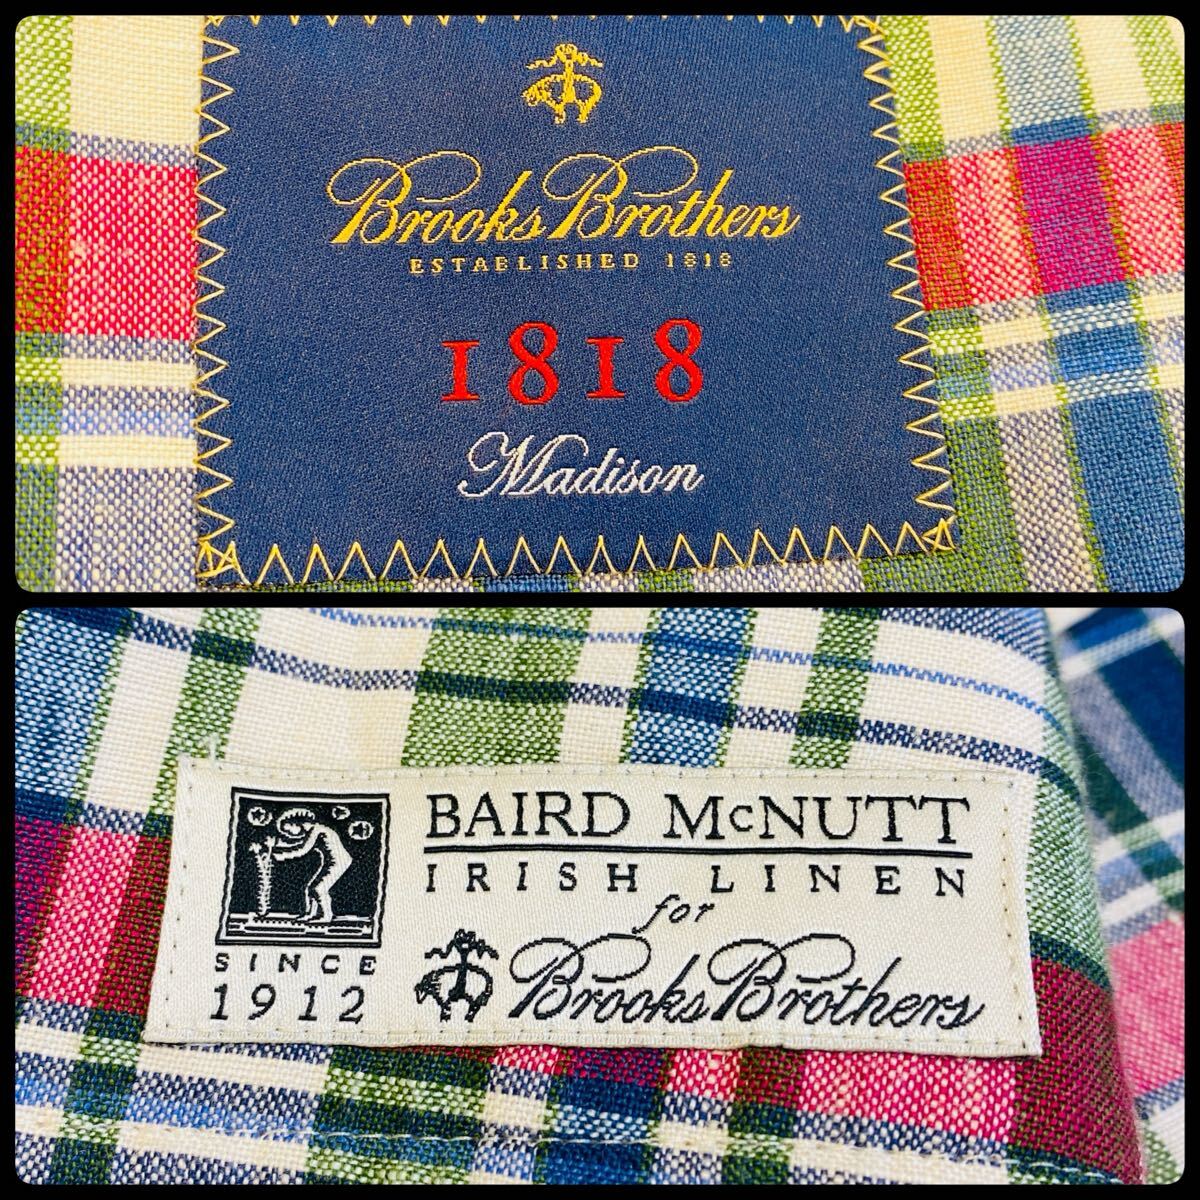 Brooks Brothers
ESTABLISHED 1818
1818
Madison
BAIRD McNUTT
IRISH LINEN
for
Brooks Brothers
SINCE
1912